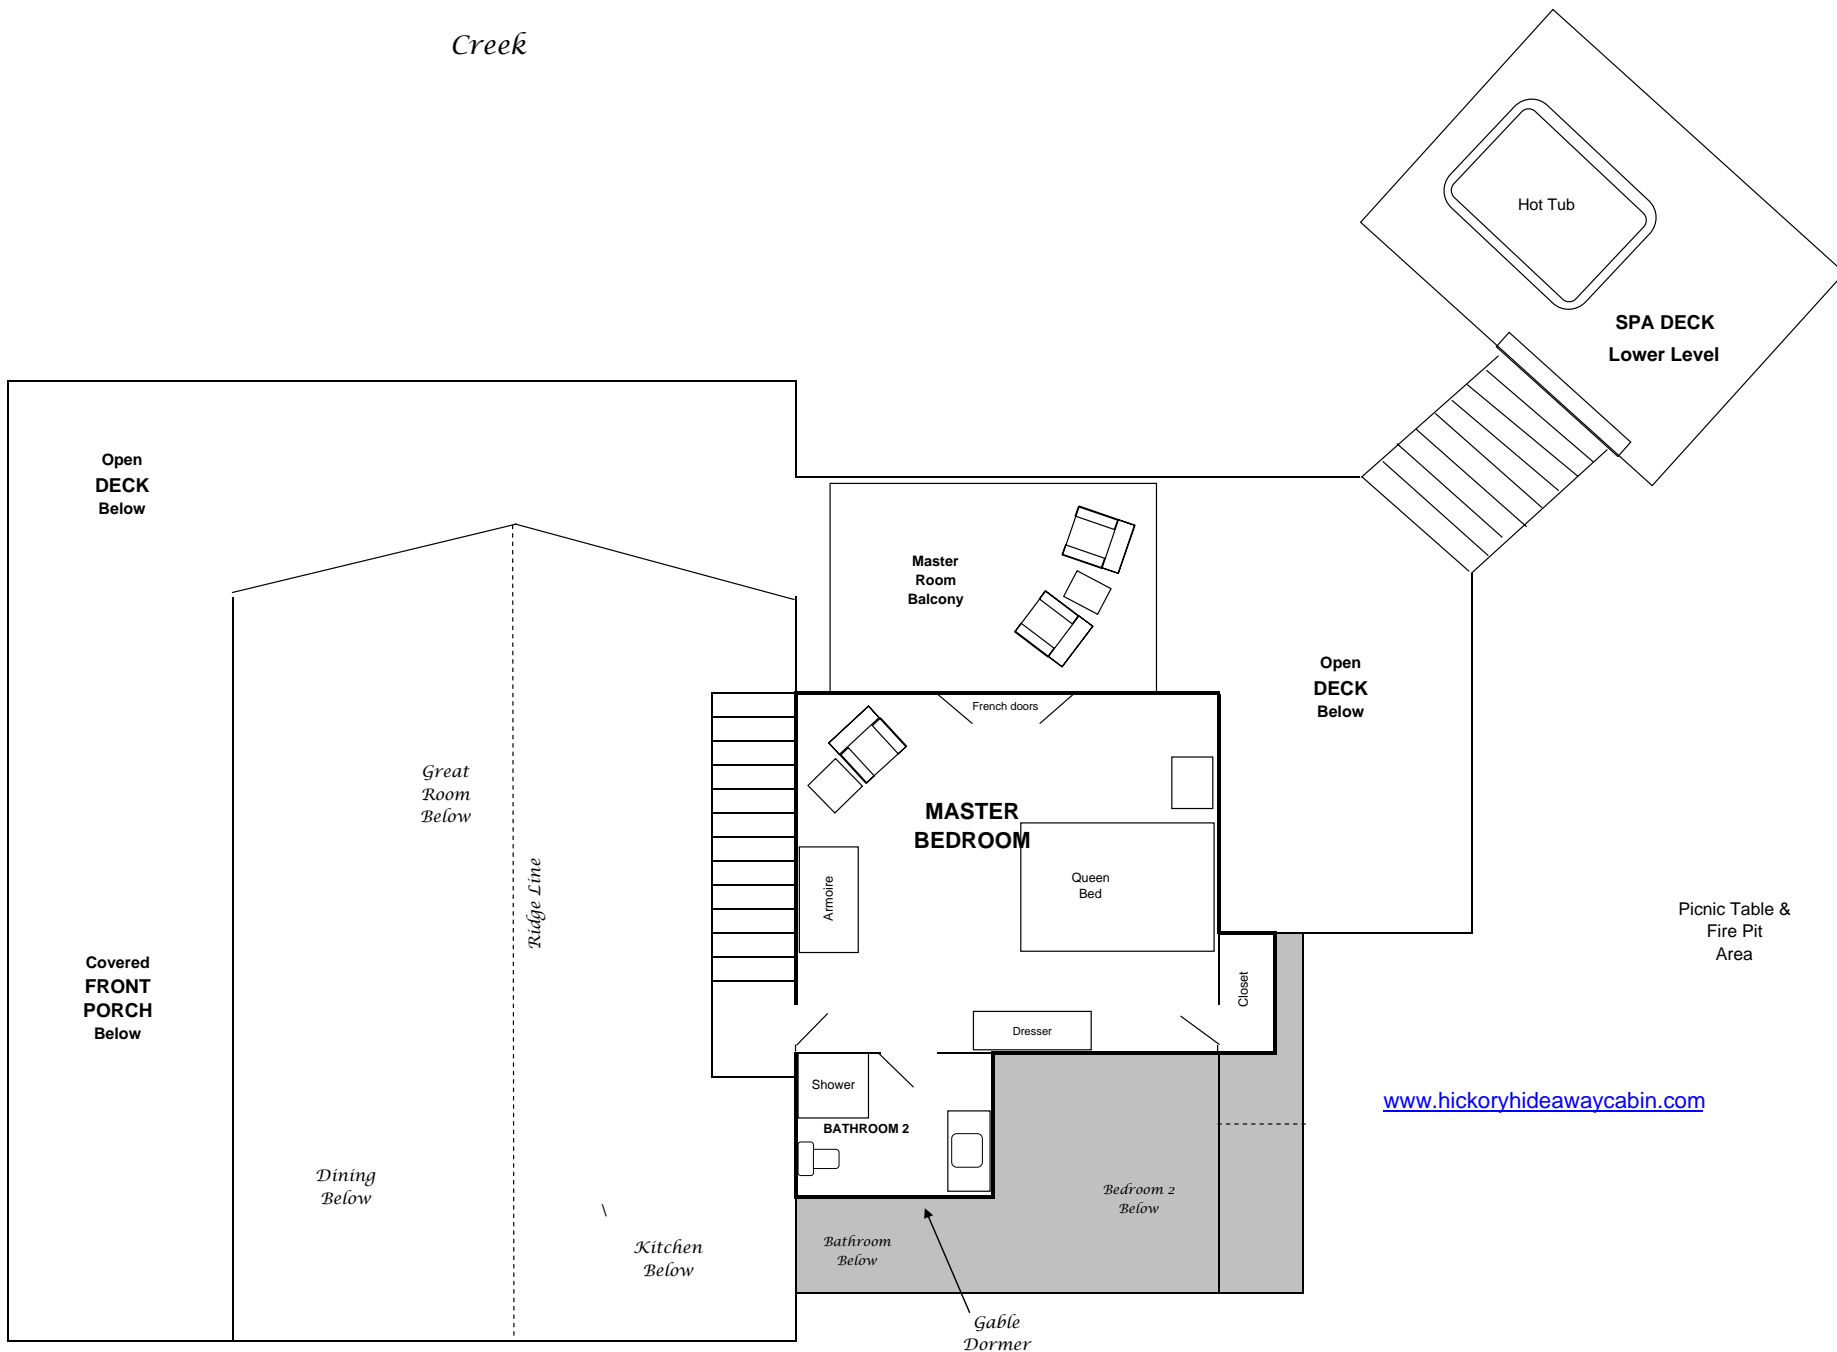 Creek
Hot Tub
SPA DECK
Lower Level
Open
DECK
Below
Master
Room
Balcony
Open
DECK
Below
French doors
Great
Room
Below
MASTER
BEDROOM
Ridge Line
Armoire
Queen
Bed
Picnic Table &
Fire Pit
Area
Covered
FRONT
PORCH
Below
Closet
Dresser
Shower
BATHROOM 2
www.hickoryhideawaycabin.com
Dining
Below
Bedroom 2
Below
Kitchen
Below
Bathroom
Below
Gable
Dormer